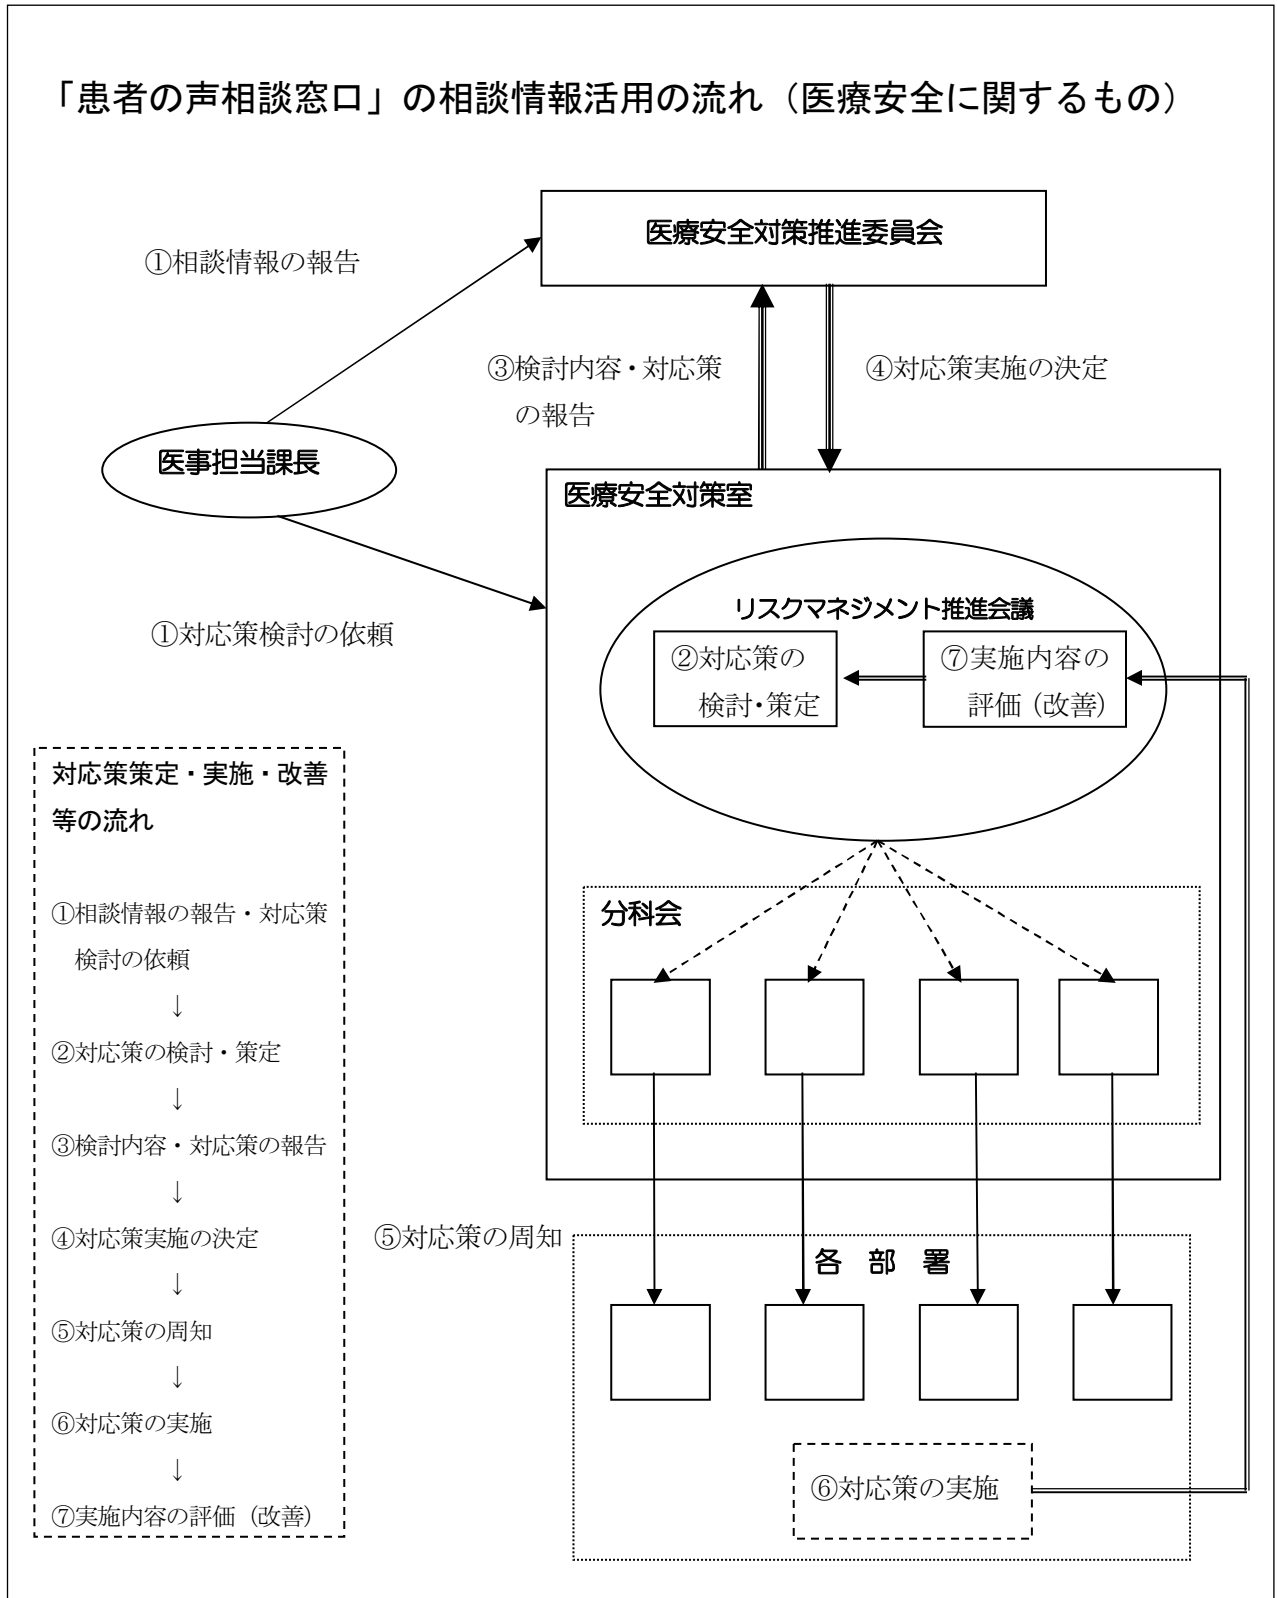 「患者の声相談窓口」の相談情報活用の流れ（医療安全に関するもの）
医療安全対策推進委員会
①相談情報の報告
③検討内容・対応策
の報告
④対応策実施の決定
医事担当課長
医療安全対策室
①対応策検討の依頼
リスクマネジメント推進会議
②対応策の
検討・策定
⑦実施内容の
評価（改善）
分科会
⑤対応策の周知
各　部　署
⑥対応策の実施
対応策策定・実施・改善
等の流れ
①相談情報の報告・対応策
検討の依頼
↓
②対応策の検討・策定
↓
③検討内容・対応策の報告
↓
④対応策実施の決定
↓
⑤対応策の周知
↓
⑥対応策の実施
↓
⑦実施内容の評価（改善）